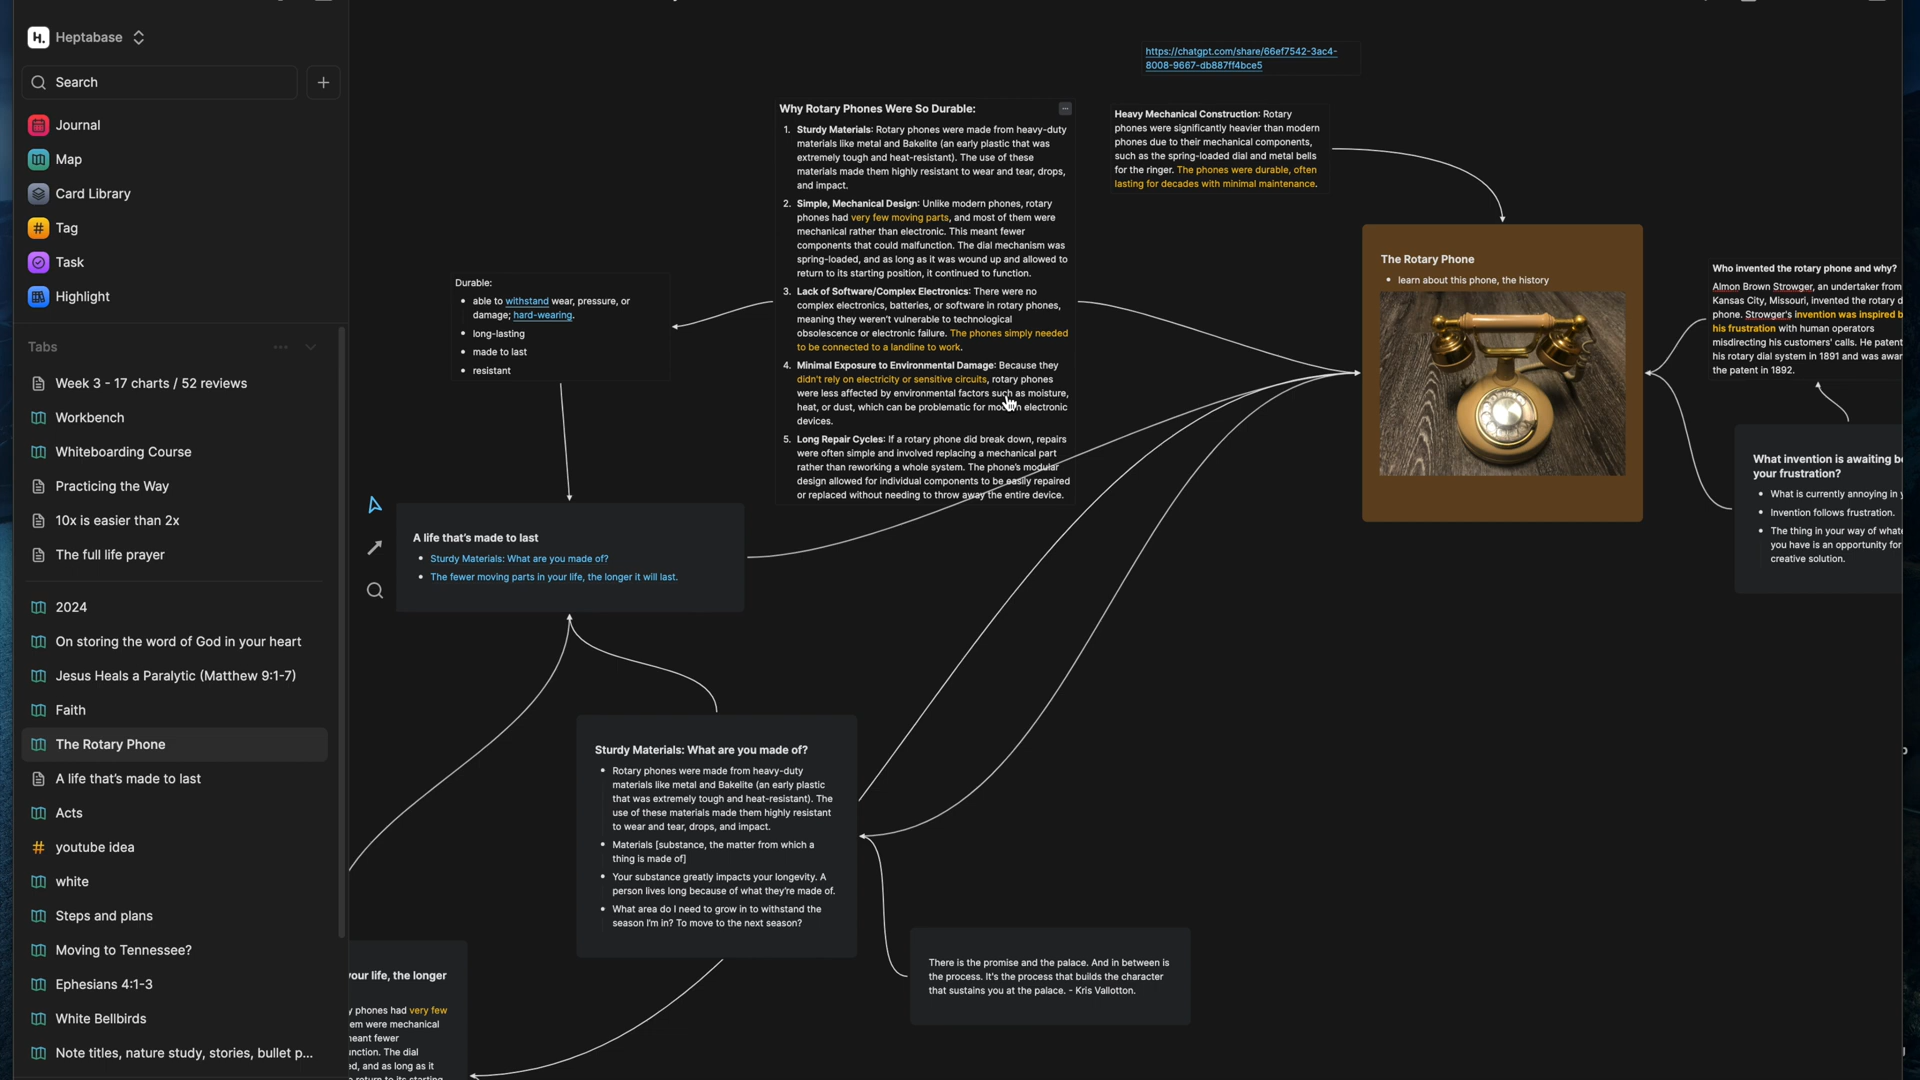 Heptabase
Search
Journal
Map
Card Library
Tag
Task
Highlight
Tabs
Week 3 - 17 charts / 52 reviews
Workbench
Whiteboarding Course
Practicing the Way
10x is easier than 2x
The full life prayer
2024
On storing the word of God in your heart
Jesus Heals a Paralytic (Matthew 9:1-7)
Faith
The Rotary Phone
A life that's made to last
Acts
youtube idea
white
Steps and plans
Moving to Tennessee?
Ephesians 4:1-3
White Bellbirds
Note titles, nature study, stories, bullet p...
https://chatgpt.com/share/66ef7542-3ac4-
8008-9667-db887ff4bce5
Why Rotary Phones Were So Durable:
1. Sturdy Materials: Rotary phones were made from heavy-duty
materials like metal and Bakelite (an early plastic that was
extremely tough and heat-resistant). The use of these
materials made them highly resistant to wear and tear, drops,
and impact.
2. Simple, Mechanical Design: Unlike modern phones, rotary
phones had very few moving parts, and most of them were
mechanical rather than electronic. This meant fewer
components that could malfunction. The dial mechanism was
spring-loaded, and as long as it was wound up and allowed to
return to its starting position, it continued to function.
3. Lack of Software/Complex Electronics: There were no
complex electronics, batteries, or software in rotary phones,
meaning they weren't vulnerable to technological
obsolescence or electronic failure. The phones simply needed
to be connected to a landline to work.
4. Minimal Exposure to Environmental Damage: Because they
didn't rely on electricity or sensitive circuits, rotary phones
were less affected by environmental factors such as moisture,
heat, or dust, which can be problematic for modern electronic
devices.
5. Long Repair Cycles: If a rotary phone did break down, repairs
were often simple and involved replacing a mechanical part
rather than reworking a whole system. The phone's modular
design allowed for individual components to be easily repaired
or replaced without needing to throw away the entire device.
Heavy Mechanical Construction: Rotary
phones were significantly heavier than modern
phones due to their mechanical components,
such as the spring-loaded dial and metal bells
for the ringer. The phones were durable, often
lasting for decades with minimal maintenance.
Durable:
able to withstand wear, pressure, or
damage; hard-wearing.
long-lasting
made to last
resistant
The Rotary Phone
learn about this phone, the history
Who invented the rotary phone and why?
Almon Brown Strowger, an undertaker from
Kansas City, Missouri, invented the rotary d
phone. Strowger's invention was inspired b
his frustration with human operators
misdirecting his customers' calls. He patent
his rotary dial system in 1891 and was awar
the patent in 1892.
What invention is awaiting be
your frustration?
What is currently annoying in y
Invention follows frustration.
The thing in your way of whate
you have is an opportunity for
creative solution.
A life that's made to last
Sturdy Materials: What are you made of?
The fewer moving parts in your life, the longer it will last.
Sturdy Materials: What are you made of?
Rotary phones were made from heavy-duty
materials like metal and Bakelite (an early plastic
that was extremely tough and heat-resistant). The
use of these materials made them highly resistant
to wear and tear, drops, and impact.
Materials [substance, the matter from which a
thing is made of]
Your substance greatly impacts your longevity. A
person lives long because of what they're made of.
What area do I need to grow in to withstand the
season I'm in? To move to the next season?
There is the promise and the palace. And in between is
the process. It's the process that builds the character
that sustains you at the palace. - Kris Vallotton.
your life, the longer
y phones had very few
em were mechanical
neant fewer
unction. The dial
ed, and as long as it